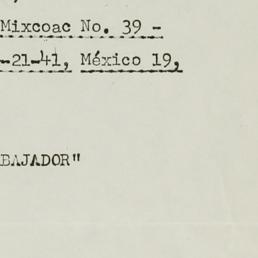 Mixcoac No. 39 -
-21-41, México 19,
BAJADOR"